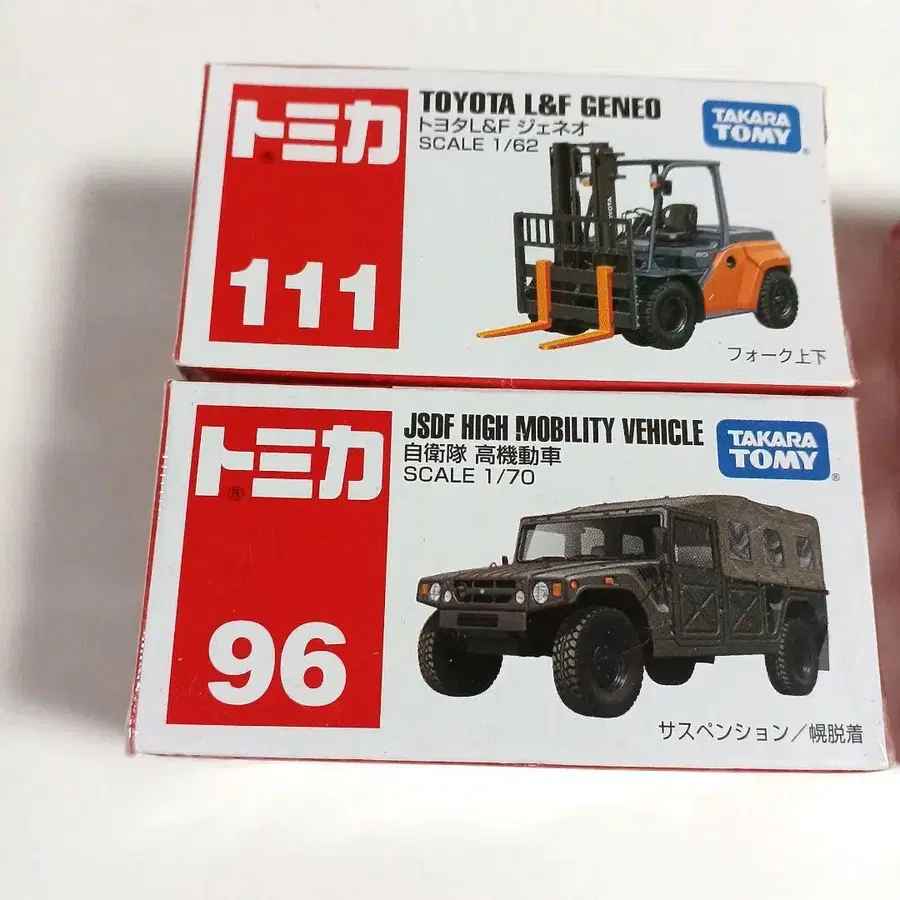 トミカ
®
111
TOYOTA L&F GENEO
トヨタL&F ジェネオ
SCALE 1/62
TAKARA
TOMY
®
TOYOTA
フォーク上下
トミカ
®
96
JSDF HIGH MOBILITY VEHICLE
自衛隊 高機動車
SCALE 1/70
TAKARA
TOMY
®
サスペンション/幌脱着